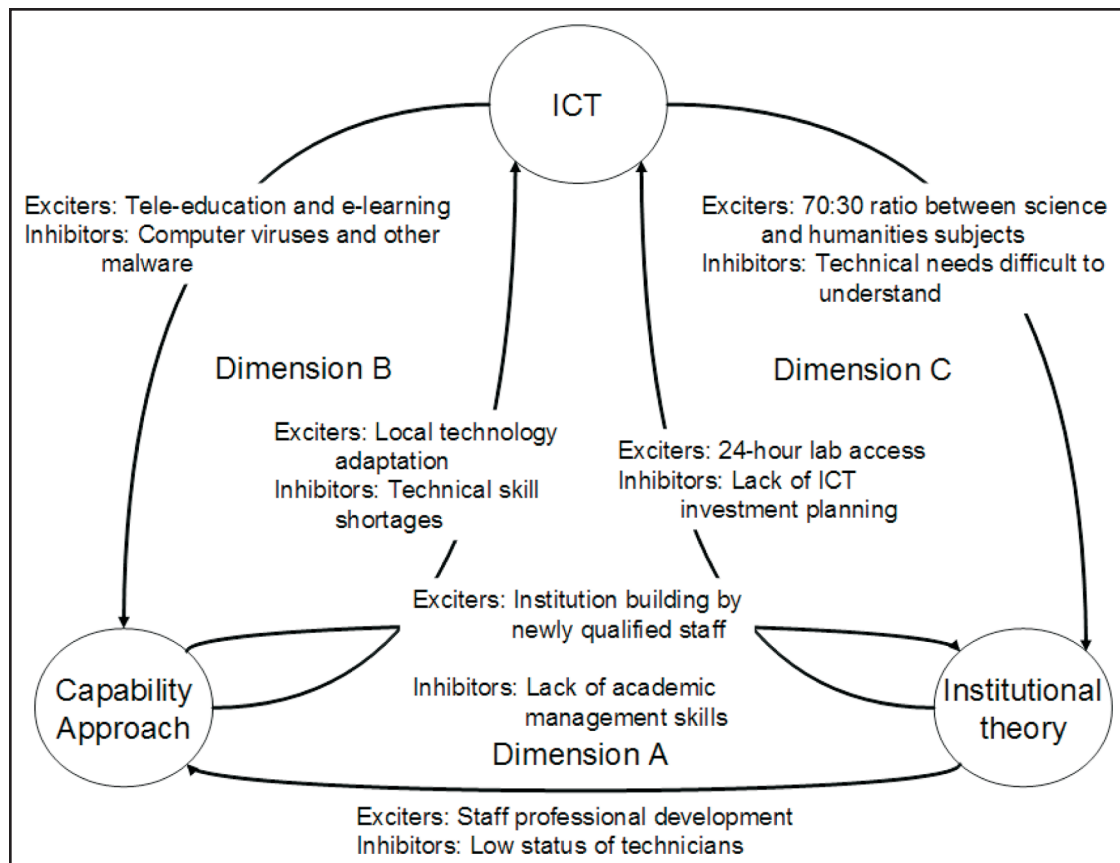 ICT
Exciters: Tele-education and e-learning
Inhibitors: Computer viruses and other
malware
Exciters: 70:30 ratio between science
and humanities subjects
Inhibitors: Technical needs difficult to
understand
Dimension B
Dimension C
Exciters: Local technology
adaptation
Inhibitors: Technical skill
shortages
Exciters: 24-hour lab access
Inhibitors: Lack of ICT
investment planning
Exciters: Institution building by
newly qualified staff
Capability
Approach
Inhibitors: Lack of academic
management skills
Institutional
theory
Dimension A
Exciters: Staff professional development
Inhibitors: Low status of technicians